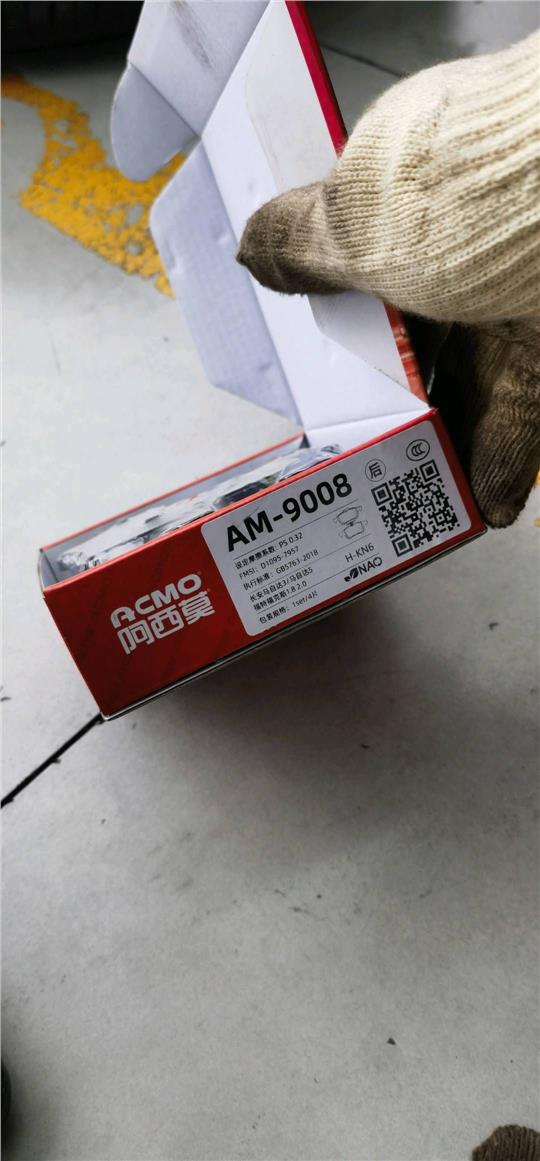 AM-9008
后
CCC
设定摩擦系数: PS 0.32
FMSI: D1095-7957
执行标准: GB5763-2018
长安马自达3/马自达5
福特福克斯1.8 2.0
包装规格: 1set/4片
H-KN6
NAO
ACMO
阿西莫